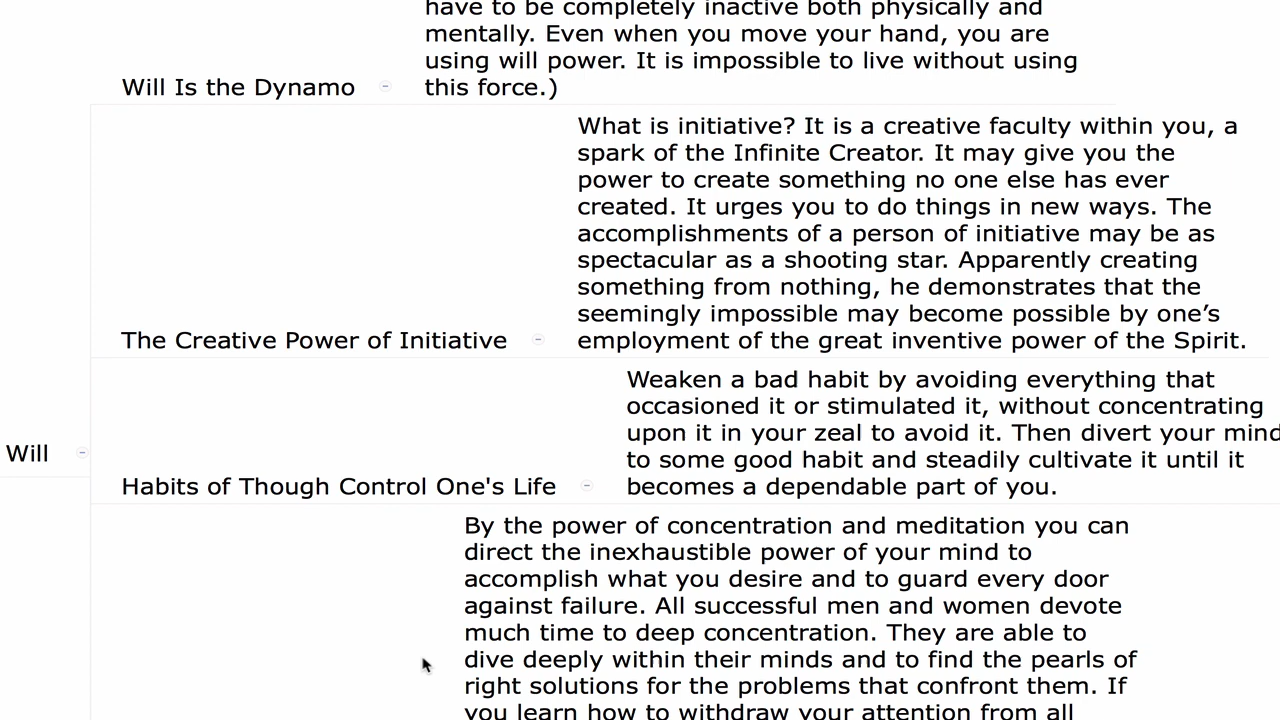 have to be completely inactive both physically and
mentally. Even when you move your hand, you are
using will power. It is impossible to live without using
this force.)
Will Is the Dynamo
What is initiative? It is a creative faculty within you, a
spark of the Infinite Creator. It may give you the
power to create something no one else has ever
created. It urges you to do things in new ways. The
accomplishments of a person of initiative may be as
spectacular as a shooting star. Apparently creating
something from nothing, he demonstrates that the
seemingly impossible may become possible by one’s
employment of the great inventive power of the Spirit.
The Creative Power of Initiative
Weaken a bad habit by avoiding everything that
occasioned it or stimulated it, without concentrating
upon it in your zeal to avoid it. Then divert your mind
to some good habit and steadily cultivate it until it
becomes a dependable part of you.
Will
Habits of Though Control One's Life
By the power of concentration and meditation you can
direct the inexhaustible power of your mind to
accomplish what you desire and to guard every door
against failure. All successful men and women devote
much time to deep concentration. They are able to
dive deeply within their minds and to find the pearls of
right solutions for the problems that confront them. If
you learn how to withdraw your attention from all